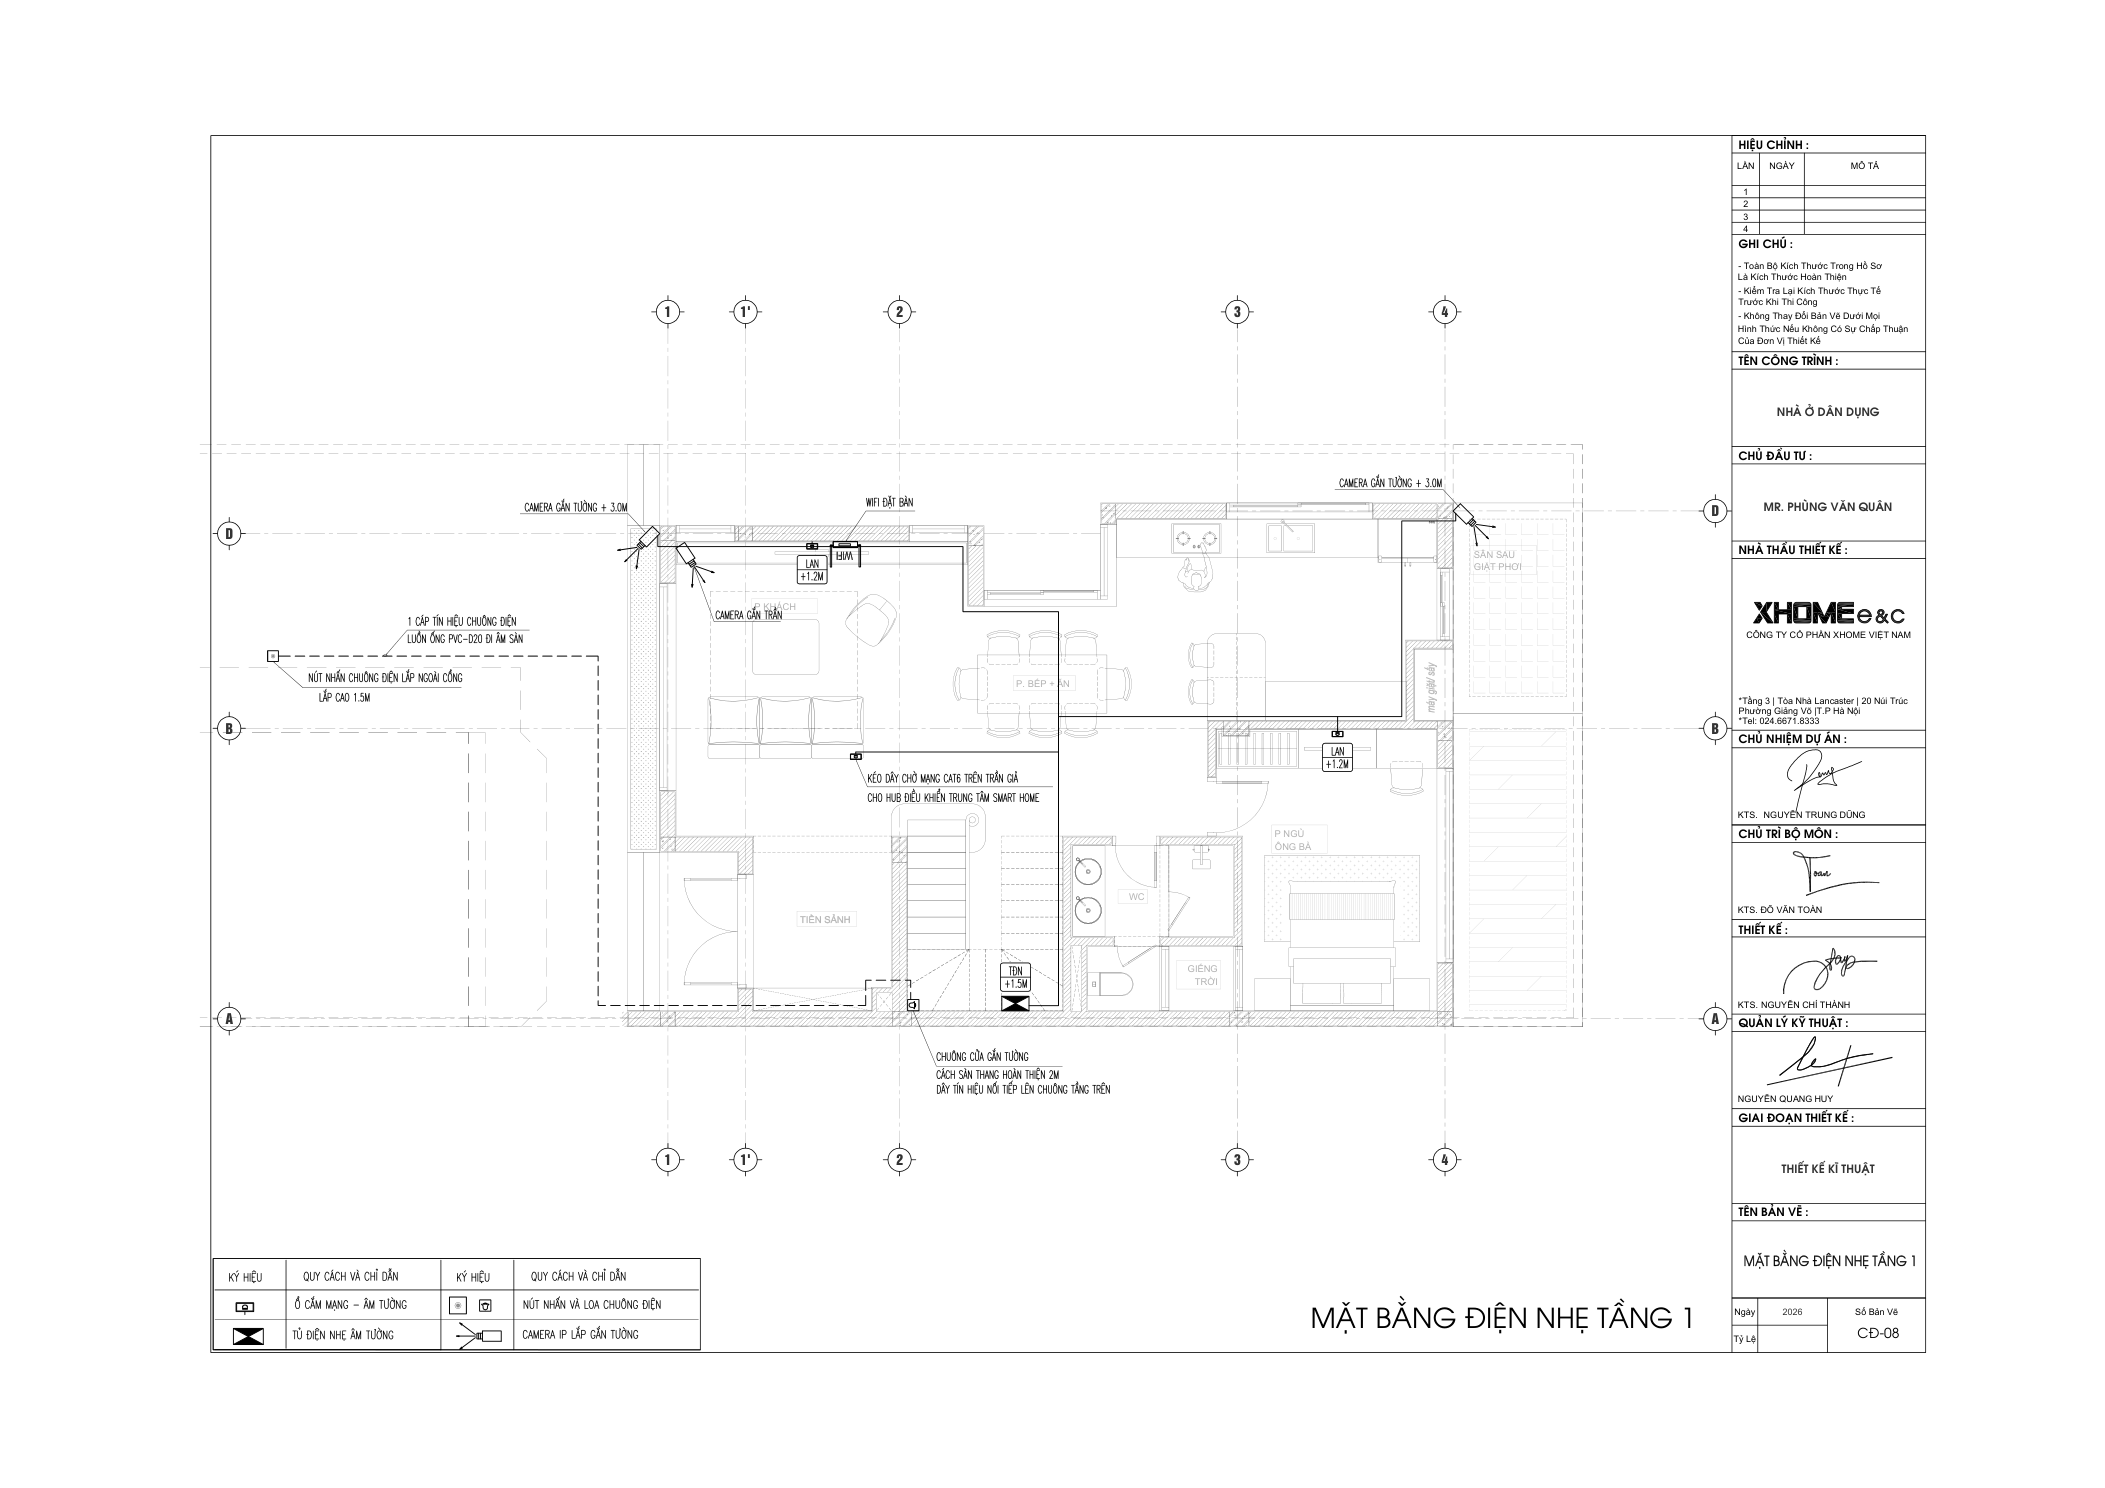 HIỆU CHỈNH :
LẦN NGÀY MÔ TẢ
1
2
3
4
GHI CHÚ :
- Toàn Bộ Kích Thước Trong Hồ Sơ
Là Kích Thước Hoàn Thiện
- Kiểm Tra Lại Kích Thước Thực Tế
Trước Khi Thi Công
- Không Thay Đổi Bản Vẽ Dưới Mọi
Hình Thức Nếu Không Có Sự Chấp Thuận
Của Đơn Vị Thiết Kế
TÊN CÔNG TRÌNH :
NHÀ Ở DÂN DỤNG
CHỦ ĐẦU TƯ :
MR. PHÙNG VĂN QUÂN
NHÀ THẦU THIẾT KẾ :
XHOME e&c
CÔNG TY CỔ PHẦN XHOME VIỆT NAM
*Tầng 3 | Tòa Nhà Lancaster | 20 Núi Trúc
Phường Giảng Võ |T.P Hà Nội
*Tel: 024.6671.8333
CHỦ NHIỆM DỰ ÁN :
KTS. NGUYỄN TRUNG DŨNG
CHỦ TRÌ BỘ MÔN :
Toan
KTS. ĐỖ VĂN TOÀN
THIẾT KẾ :
KTS. NGUYỄN CHÍ THÀNH
QUẢN LÝ KỸ THUẬT :
NGUYỄN QUANG HUY
GIAI ĐOẠN THIẾT KẾ :
THIẾT KẾ KĨ THUẬT
TÊN BẢN VẼ :
MẶT BẰNG ĐIỆN NHẸ TẦNG 1
Ngày 2026 Số Bản Vẽ
Tỷ Lệ CĐ-08
1 1' 2 3 4
CAMERA GẮN TƯỜNG + 3.0M
WIFI ĐẶT BÀN
CAMERA GẮN TƯỜNG + 3.0M
D D
WIFI
LAN
+1.2M
SÂN SAU
GIẶT PHƠI
P KHÁCH
CAMERA GẮN TRẦN
1 CÁP TÍN HIỆU CHUÔNG ĐIỆN
LUỒN ỐNG PVC-D20 ĐI ÂM SÀN
NÚT NHẤN CHUÔNG ĐIỆN LẮP NGOÀI CỔNG
LẮP CAO 1.5M
P. BẾP + ĂN
máy giặt/ sấy
B B
LAN
+1.2M
KÉO DÂY CHỜ MẠNG CAT6 TRÊN TRẦN GIẢ
CHO HUB ĐIỀU KHIỂN TRUNG TÂM SMART HOME
P NGỦ
ÔNG BÀ
WC
TIỀN SẢNH
GIẾNG
TRỜI
TĐN
+1.5M
A A
CHUÔNG CỬA GẮN TƯỜNG
CÁCH SÀN THANG HOÀN THIỆN 2M
DÂY TÍN HIỆU NỐI TIẾP LÊN CHUÔNG TẦNG TRÊN
1 1' 2 3 4
KÝ HIỆU QUY CÁCH VÀ CHỈ DẪN KÝ HIỆU QUY CÁCH VÀ CHỈ DẪN
Ổ CẮM MẠNG - ÂM TƯỜNG NÚT NHẤN VÀ LOA CHUÔNG ĐIỆN
TỦ ĐIỆN NHẸ ÂM TƯỜNG CAMERA IP LẮP GẮN TƯỜNG
MẶT BẰNG ĐIỆN NHẸ TẦNG 1